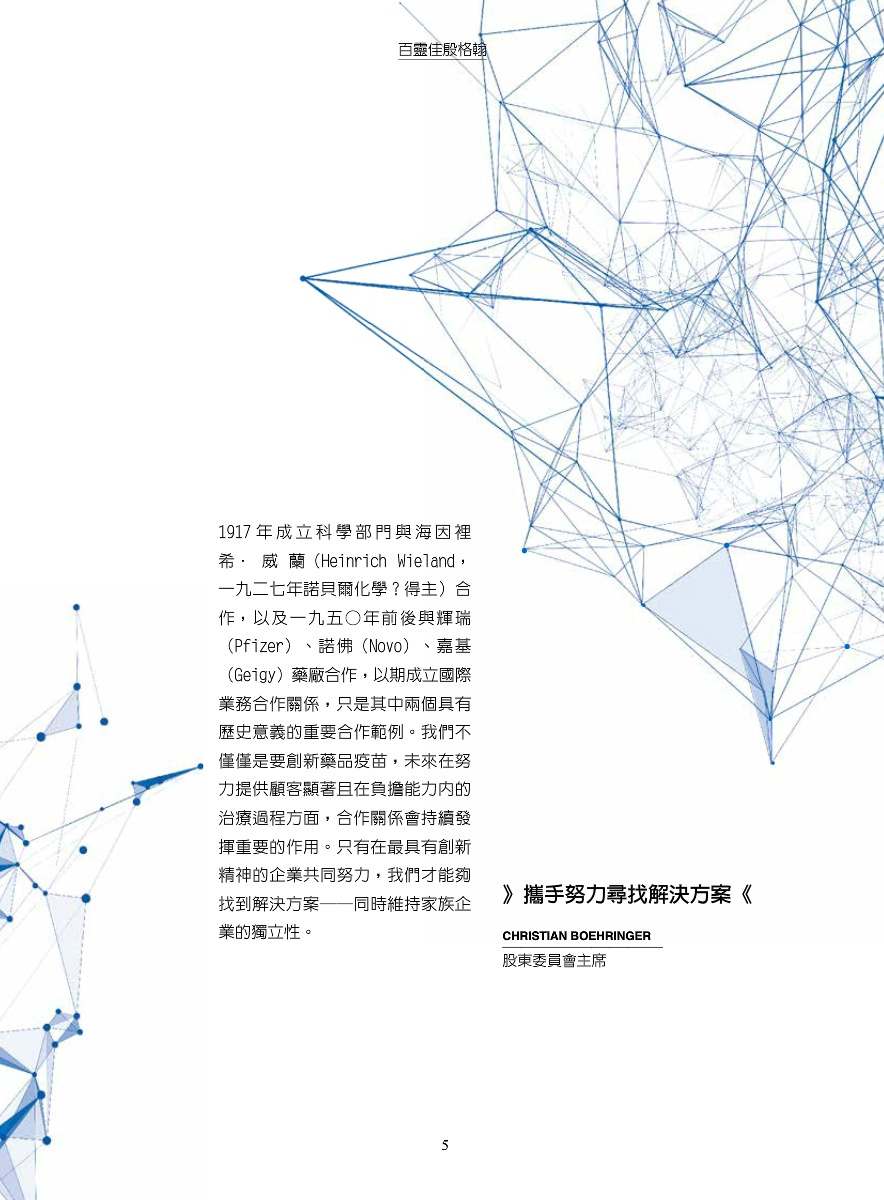 百靈佳殷格翰
1917 年成立科學部門與海因裡
希． 威 蘭（Heinrich Wieland，
一九二七年諾貝爾化學？得主）合
作，以及一九五〇年前後與輝瑞
（Pfizer）、諾佛（Novo）、嘉基
（Geigy）藥廠合作，以期成立國際
業務合作關係，只是其中兩個具有
歷史意義的重要合作範例。我們不
僅僅是要創新藥品疫苗，未來在努
力提供顧客顯著且在負擔能力內的
治療過程方面，合作關係會持續發
揮重要的作用。只有在最具有創新
精神的企業共同努力，我們才能夠
找到解決方案——同時維持家族企
業的獨立性。
》攜手努力尋找解決方案《
CHRISTIAN BOEHRINGER
股東委員會主席
5